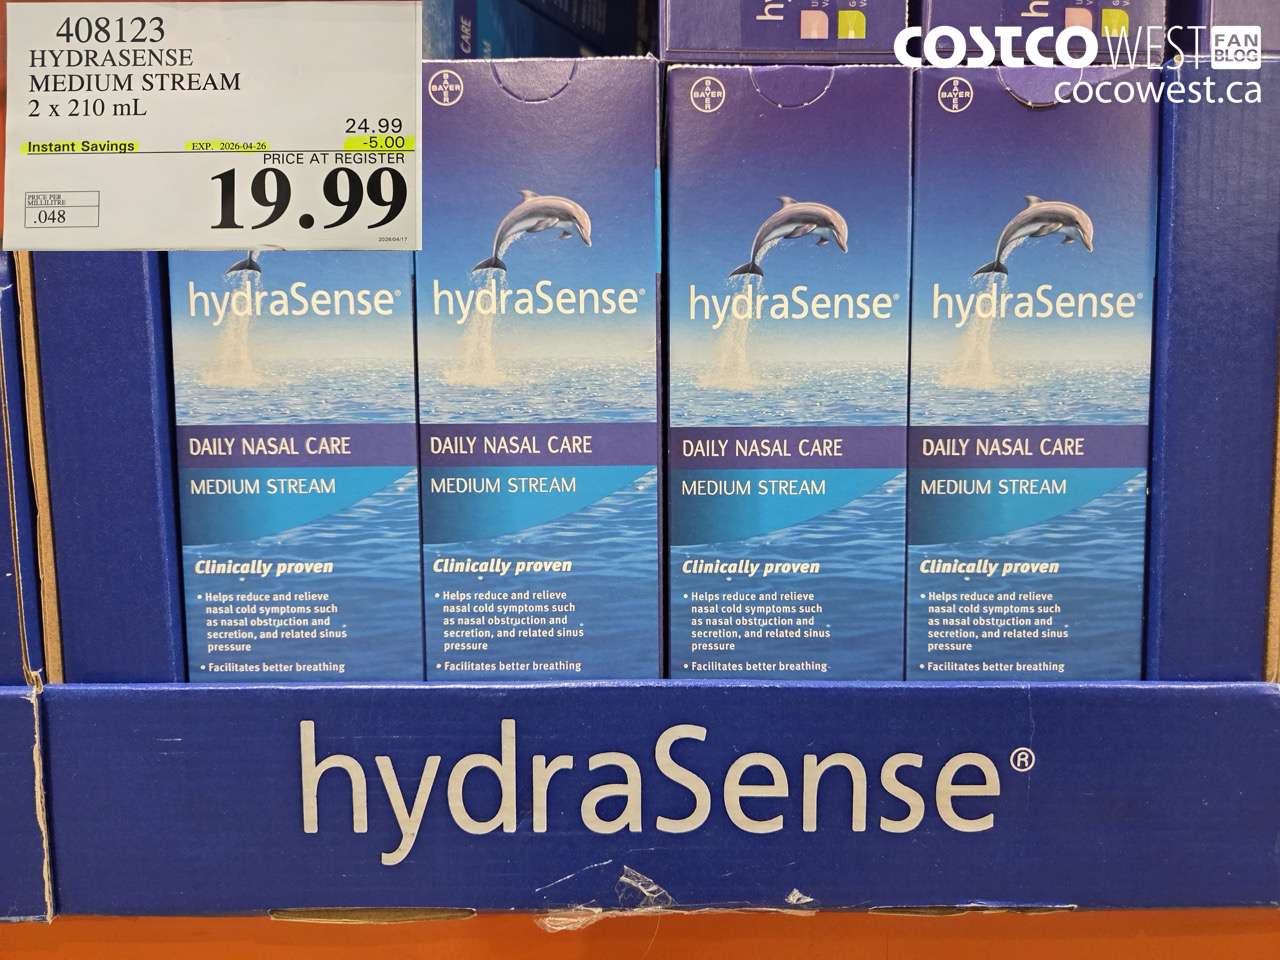 408123
HYDRASENSE
MEDIUM STREAM
2 x 210 mL
24.99
Instant Savings EXP. 2026-04-26 -5.00
PRICE AT REGISTER
19.99
PRICE PER
MILLILITRE
.048
2026/04/17
COSTCO WEST FAN BLOG
cocowest.ca
CARE
BAYER
BAYER
BAYER
hydraSense®
hydraSense®
hydraSense®
hydraSense®
DAILY NASAL CARE
DAILY NASAL CARE
DAILY NASAL CARE
DAILY NASAL CARE
MEDIUM STREAM
MEDIUM STREAM
MEDIUM STREAM
MEDIUM STREAM
Clinically proven
• Helps reduce and relieve
nasal cold symptoms such
as nasal obstruction and
secretion, and related sinus
pressure
• Facilitates better breathing
Clinically proven
• Helps reduce and relieve
nasal cold symptoms such
as nasal obstruction and
secretion, and related sinus
pressure
• Facilitates better breathing
Clinically proven
• Helps reduce and relieve
nasal cold symptoms such
as nasal obstruction and
secretion, and related sinus
pressure
• Facilitates better breathing
Clinically proven
• Helps reduce and relieve
nasal cold symptoms such
as nasal obstruction and
secretion, and related sinus
pressure
• Facilitates better breathing
hydraSense®